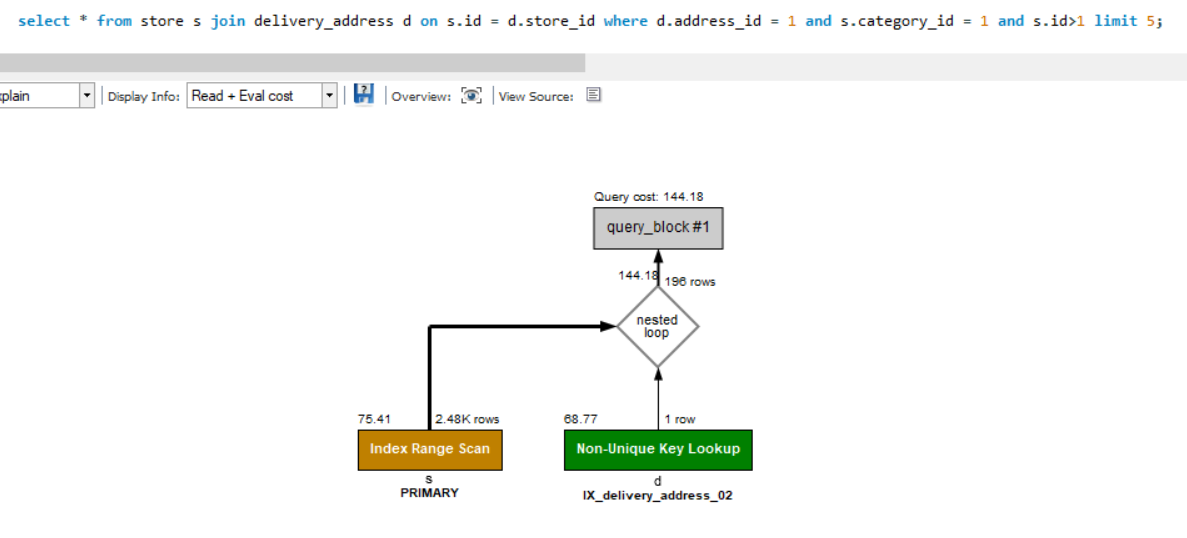 select * from store s join delivery_address d on s.id = d.store_id where d.address_id = 1 and s.category_id = 1 and s.id>1 limit 5;
xplain Display Info: Read + Eval cost Overview: View Source:
Query cost: 144.18
query_block #1
144.18 196 rows
nested
loop
75.41 2.48K rows 68.77 1 row
Index Range Scan Non-Unique Key Lookup
s d
PRIMARY IX_delivery_address_02